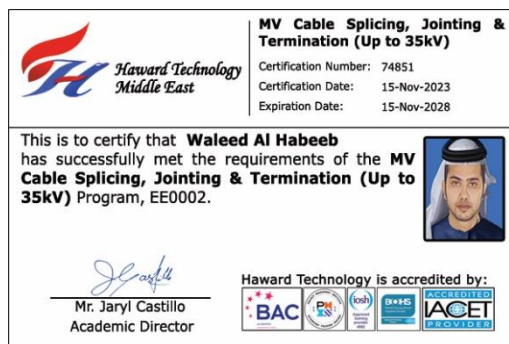 Haward Technology
Middle East
MV Cable Splicing, Jointing &
Termination (Up to 35kV)
Certification Number: 74851
Certification Date: 15-Nov-2023
Expiration Date: 15-Nov-2028
This is to certify that Waleed Al Habeeb
has successfully met the requirements of the MV
Cable Splicing, Jointing & Termination (Up to
35kV) Program, EE0002.
Mr. Jaryl Castillo
Academic Director
Haward Technology is accredited by:
BAC
iosh
BOHS
ACCREDITED
IACET
PROVIDER